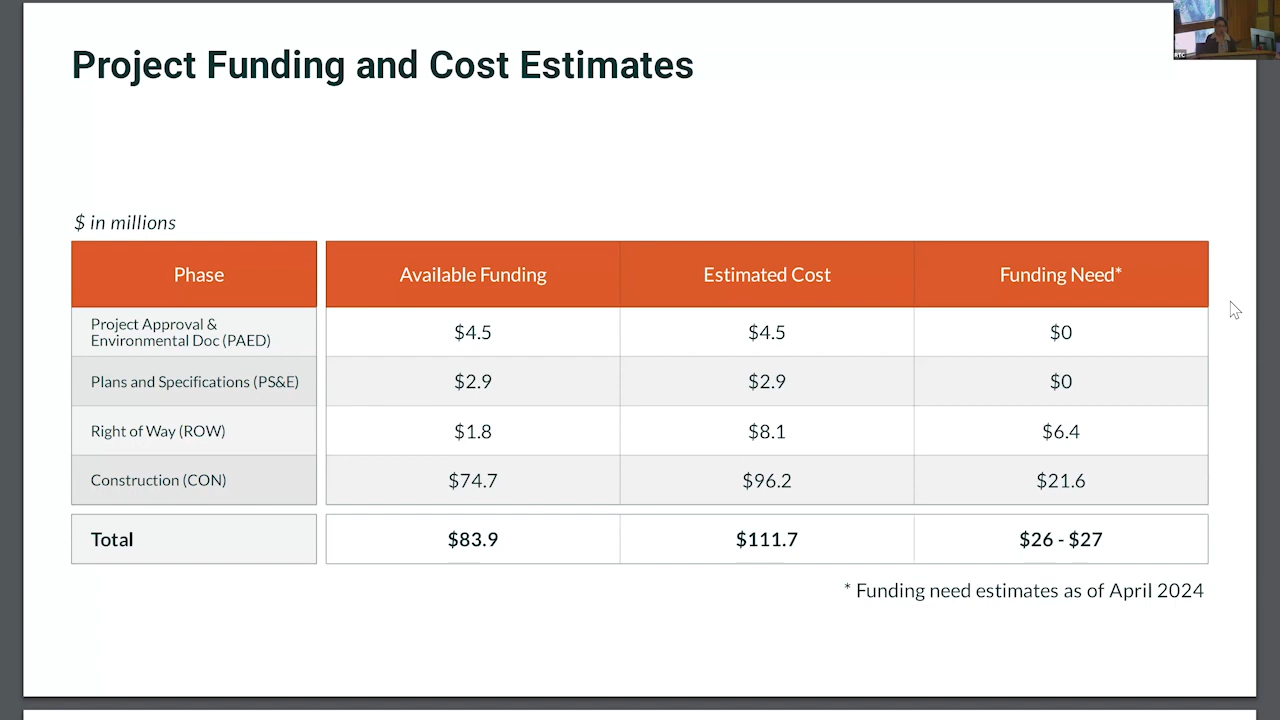 Project Funding and Cost Estimates
RTC
$ in millions
Phase Available Funding Estimated Cost Funding Need*
Project Approval &
Environmental Doc (PAED) $4.5 $4.5 $0
Plans and Specifications (PS&E) $2.9 $2.9 $0
Right of Way (ROW) $1.8 $8.1 $6.4
Construction (CON) $74.7 $96.2 $21.6
Total $83.9 $111.7 $26 - $27
* Funding need estimates as of April 2024